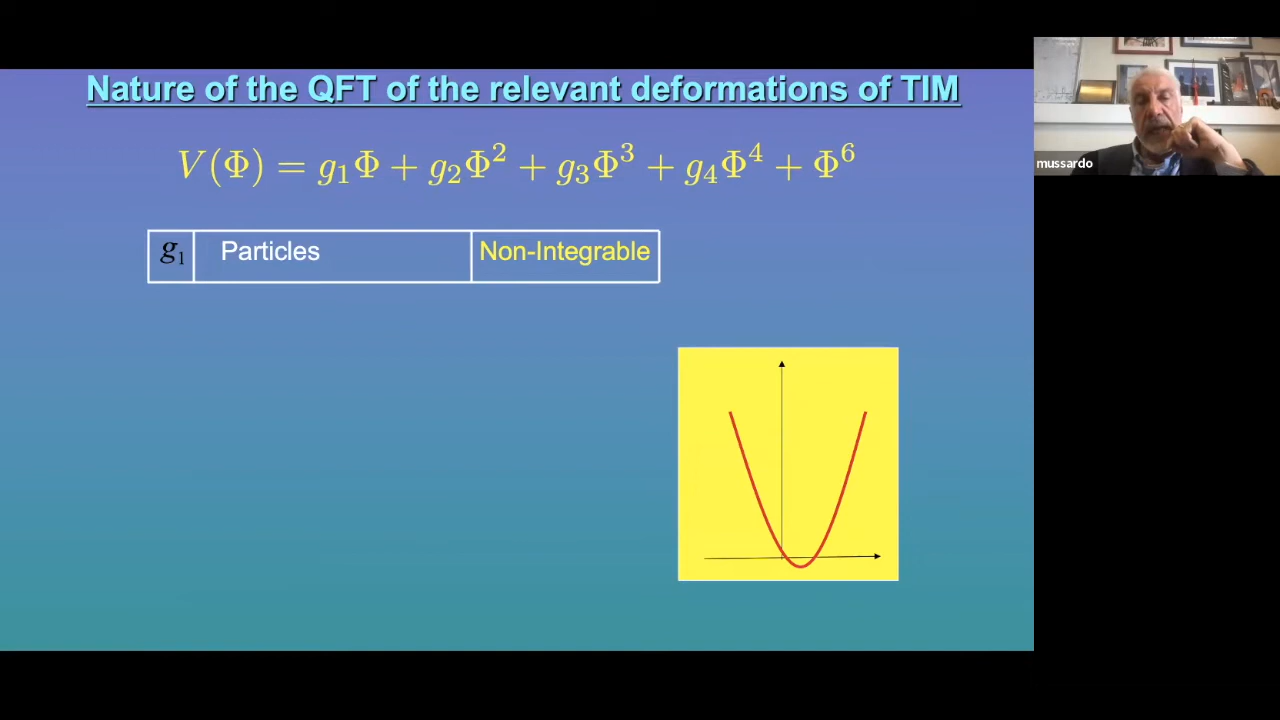 Nature of the QFT of the relevant deformations of TIM
V(Φ) = g₁Φ + g₂Φ² + g₃Φ³ + g₄Φ⁴ + Φ⁶
g₁ Particles Non-Integrable
mussardo